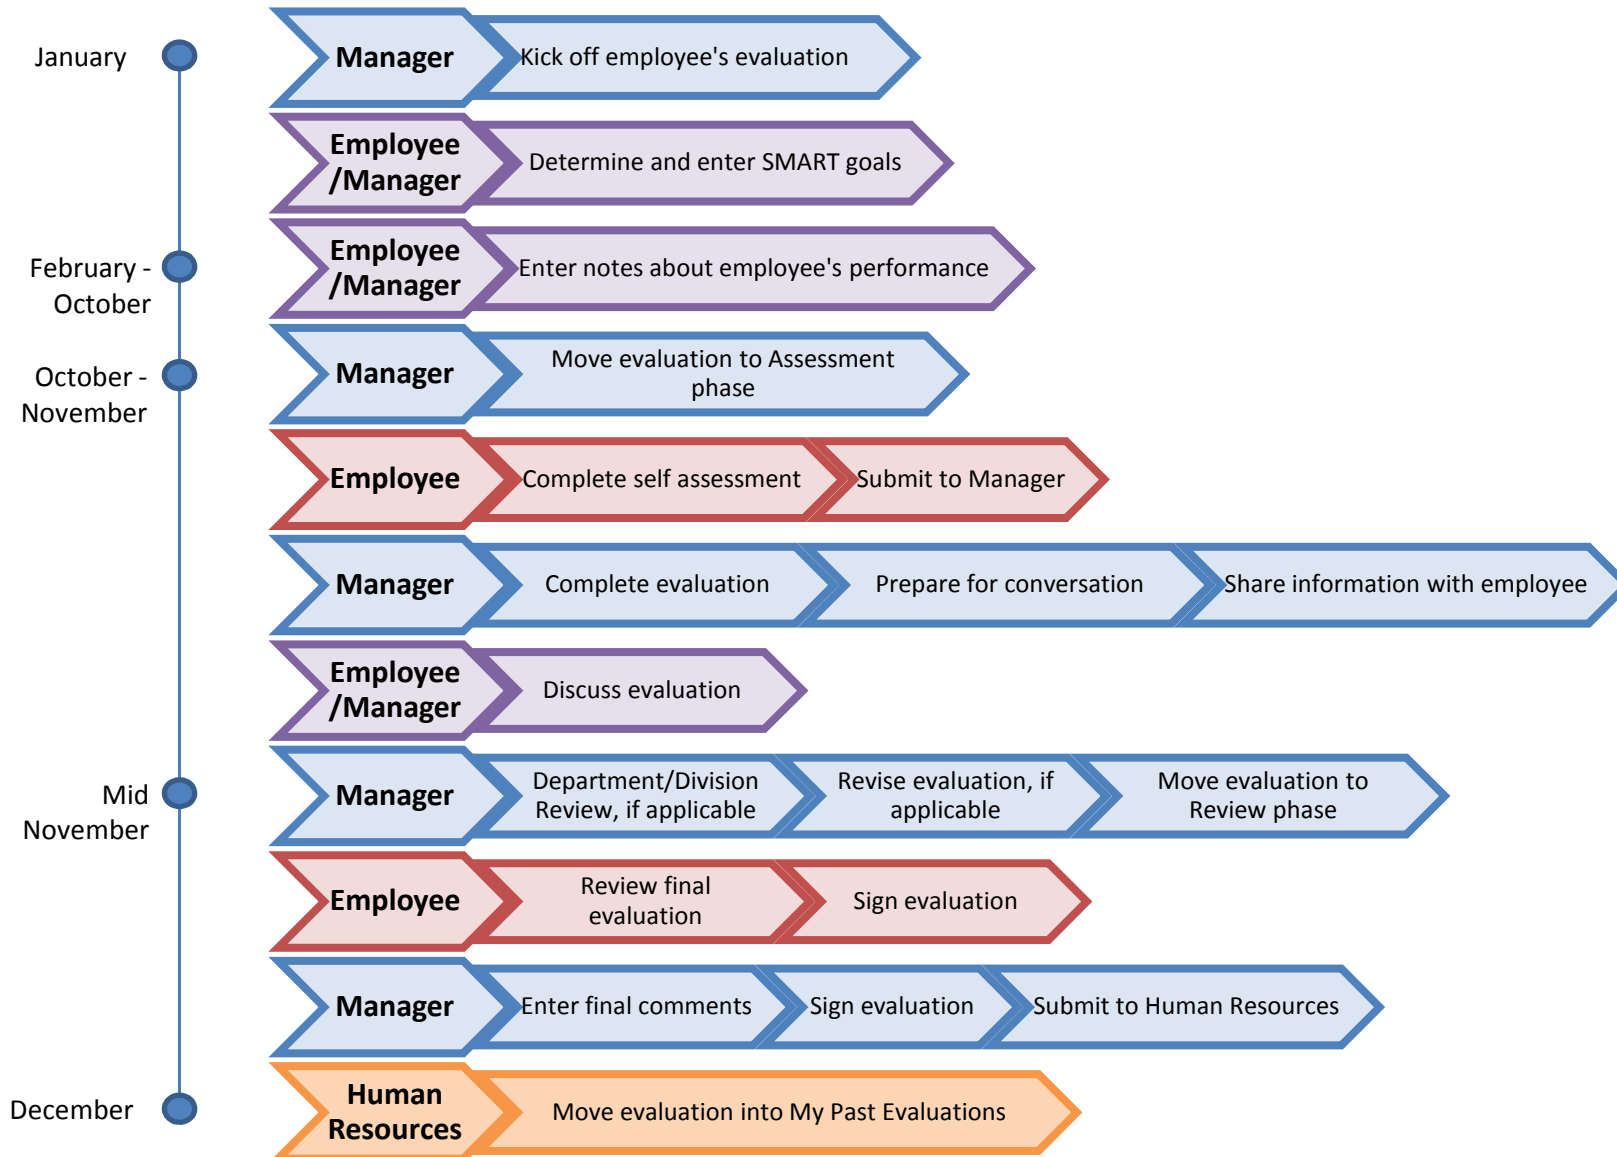 January
Manager
Kick off employee's evaluation
Employee
/Manager
Determine and enter SMART goals
February -
October
Employee
/Manager
Enter notes about employee's performance
October -
November
Manager
Move evaluation to Assessment
phase
Employee
Complete self assessment
Submit to Manager
Manager
Complete evaluation
Prepare for conversation
Share information with employee
Employee
/Manager
Discuss evaluation
Mid
November
Manager
Department/Division
Review, if applicable
Revise evaluation, if
applicable
Move evaluation to
Review phase
Employee
Review final
evaluation
Sign evaluation
Manager
Enter final comments
Sign evaluation
Submit to Human Resources
December
Human
Resources
Move evaluation into My Past Evaluations